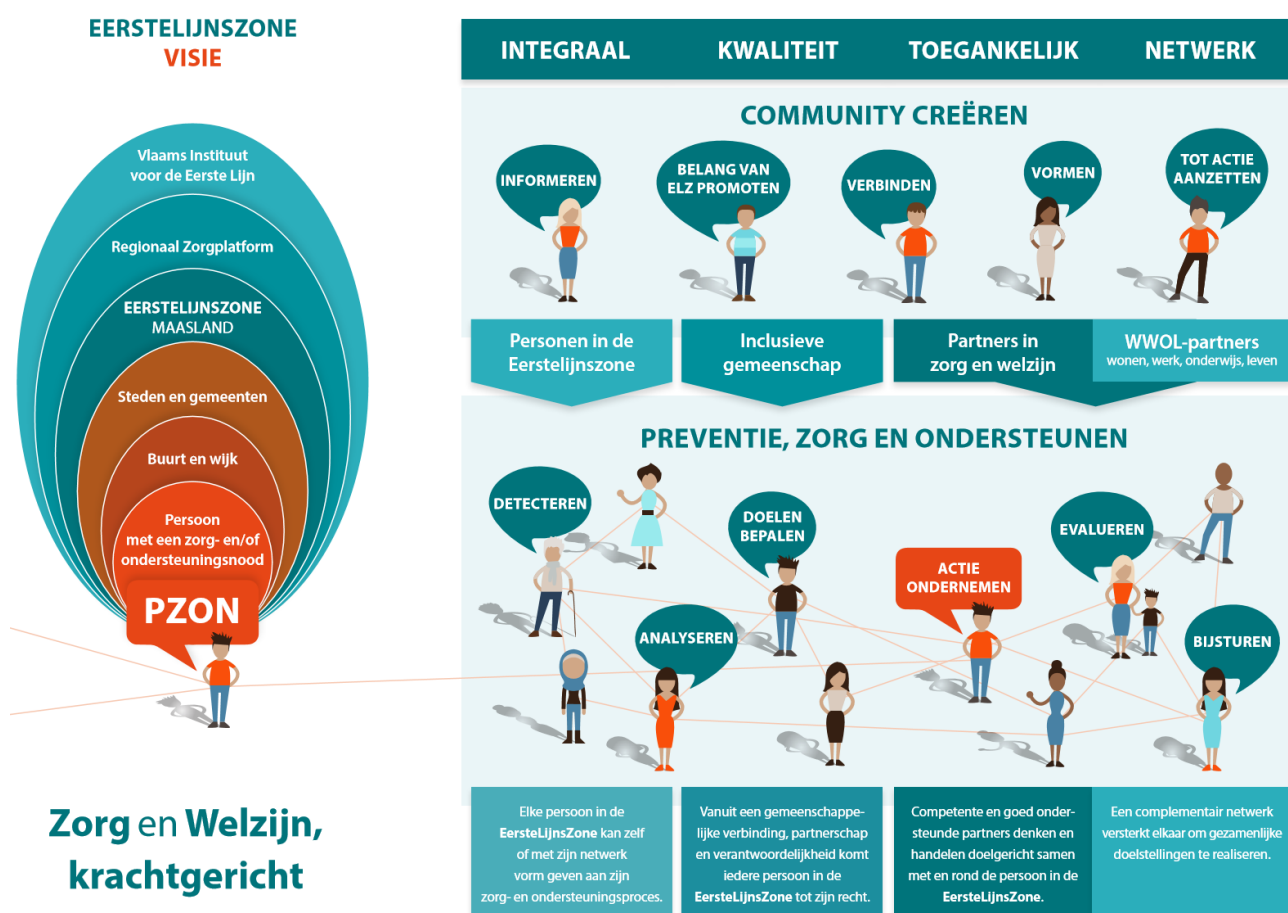 EERSTELIJNSZONE
VISIE
Vlaams Instituut
voor de Eerste Lijn
Regionaal Zorgplatform
EERSTELIJNSZONE
MAASLAND
Steden en gemeenten
Buurt en wijk
Persoon
met een zorg- en/of
ondersteuningsnood
PZON
Zorg en Welzijn,
krachtgericht
INTEGRAAL
KWALITEIT
TOEGANKELIJK
NETWERK
COMMUNITY CREËREN
INFORMEREN
BELANG VAN
ELZ PROMOTEN
VERBINDEN
VORMEN
TOT ACTIE
AANZETTEN
Personen in de
Eerstelijnszone
Inclusieve
gemeenschap
Partners in
zorg en welzijn
WWOL-partners
wonen, werk, onderwijs, leven
PREVENTIE, ZORG EN ONDERSTEUNEN
DETECTEREN
ANALYSEREN
DOELEN
BEPALEN
ACTIE
ONDERNEMEN
EVALUEREN
BIJSTUREN
Elke persoon in de
EersteLijnsZone kan zelf
of met zijn netwerk
vorm geven aan zijn
zorg- en ondersteuningsproces.
Vanuit een gemeenschappe-
lijke verbinding, partnerschap
en verantwoordelijkheid komt
iedere persoon in de
EersteLijnsZone tot zijn recht.
Competente en goed onder-
steunde partners denken en
handelen doelgericht samen
met en rond de persoon in de
EersteLijnsZone.
Een complementair netwerk
versterkt elkaar om gezamenlijke
doelstellingen te realiseren.